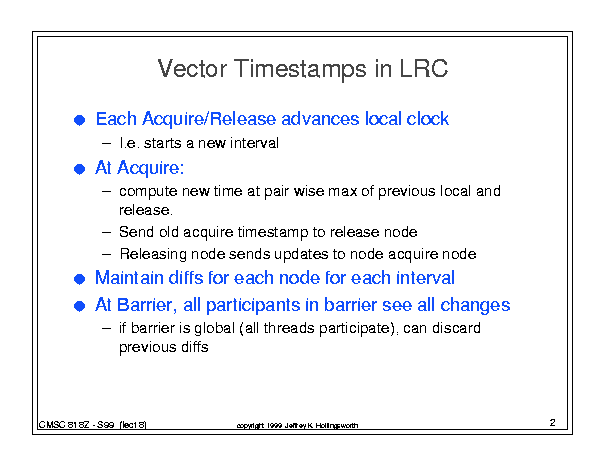 Vector Timestamps in LRC
● Each Acquire/Release advances local clock
– I.e. starts a new interval
● At Acquire:
– compute new time at pair wise max of previous local and
release.
– Send old acquire timestamp to release node
– Releasing node sends updates to node acquire node
● Maintain diffs for each node for each interval
● At Barrier, all participants in barrier see all changes
– if barrier is global (all threads participate), can discard
previous diffs
CMSC 818Z - S99 (lect 8)
copyright 1999 Jeffrey K. Hollingsworth
2